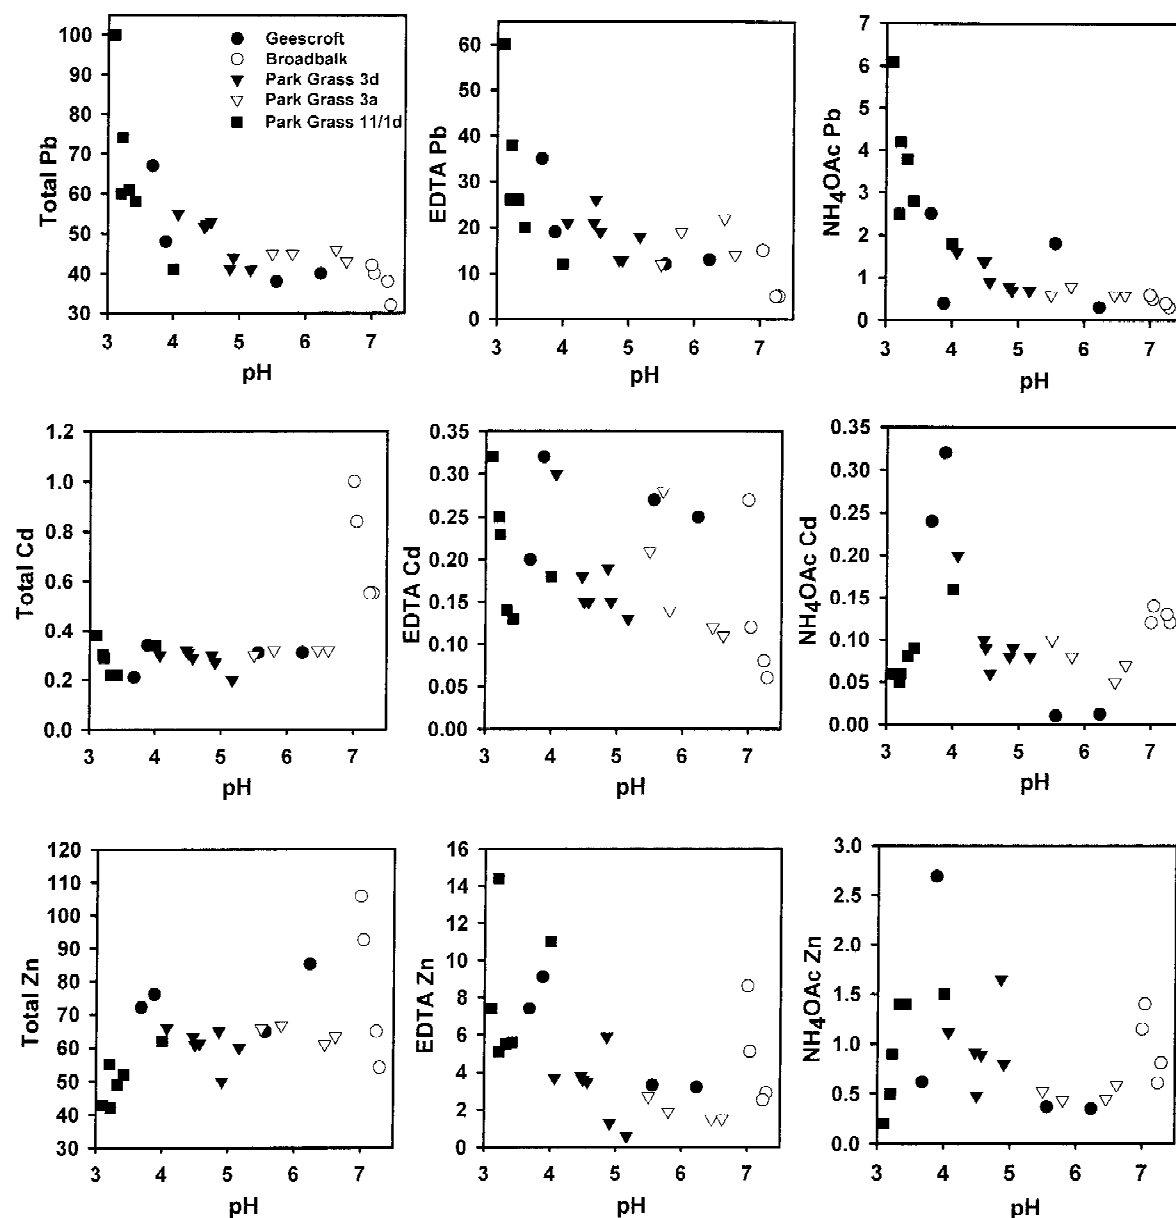 Total Pb
100
90
80
70
60
50
40
30
3 4 5 6 7
pH
Geescroft
Broadbalk
Park Grass 3d
Park Grass 3a
Park Grass 11/1d
EDTA Pb
60
50
40
30
20
10
0
3 4 5 6 7
pH
NH4OAc Pb
7
6
5
4
3
2
1
0
3 4 5 6 7
pH
Total Cd
1.2
1.0
0.8
0.6
0.4
0.2
0.0
3 4 5 6 7
pH
EDTA Cd
0.35
0.30
0.25
0.20
0.15
0.10
0.05
0.00
3 4 5 6 7
pH
NH4OAc Cd
0.35
0.30
0.25
0.20
0.15
0.10
0.05
0.00
3 4 5 6 7
pH
Total Zn
120
110
100
90
80
70
60
50
40
30
3 4 5 6 7
pH
EDTA Zn
16
14
12
10
8
6
4
2
0
3 4 5 6 7
pH
NH4OAc Zn
3.0
2.5
2.0
1.5
1.0
0.5
0.0
3 4 5 6 7
pH